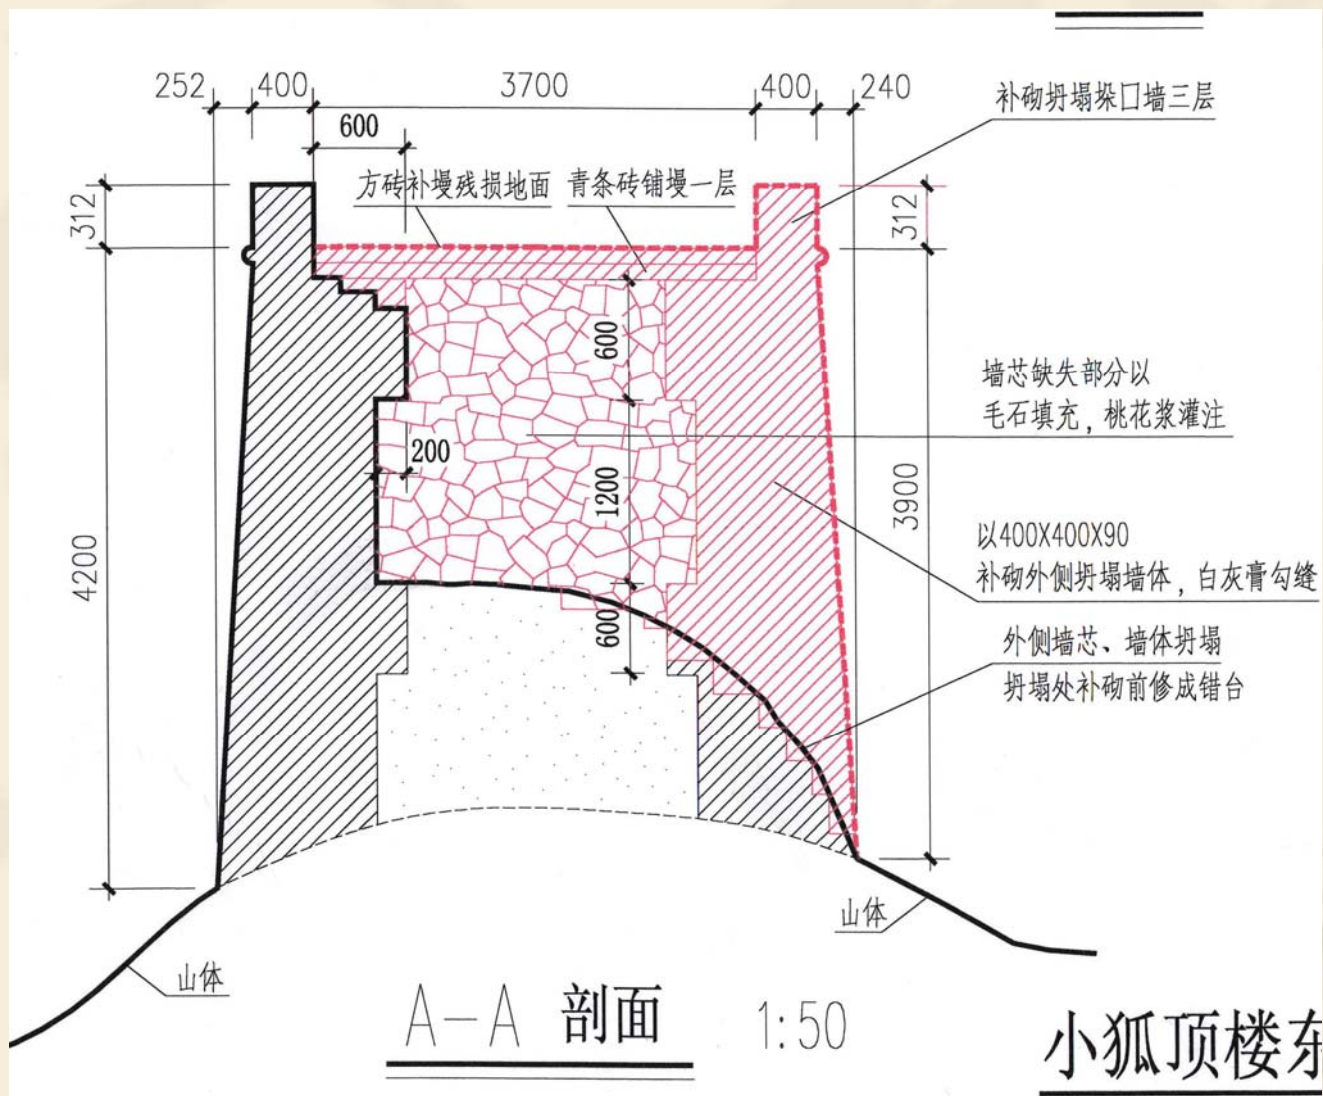 252 400 3700 400 240
补砌坍塌垛口墙三层
600
方砖补墁残损地面 青条砖铺墁一层
312
312
600
墙芯缺失部分以
毛石填充，桃花浆灌注
200
1200
3900
以400X400X90
补砌外侧坍塌墙体，白灰膏勾缝
4200
600
外侧墙芯、墙体坍塌
坍塌处补砌前修成错台
山体
山体
A-A 剖面 1:50
小狐顶楼东